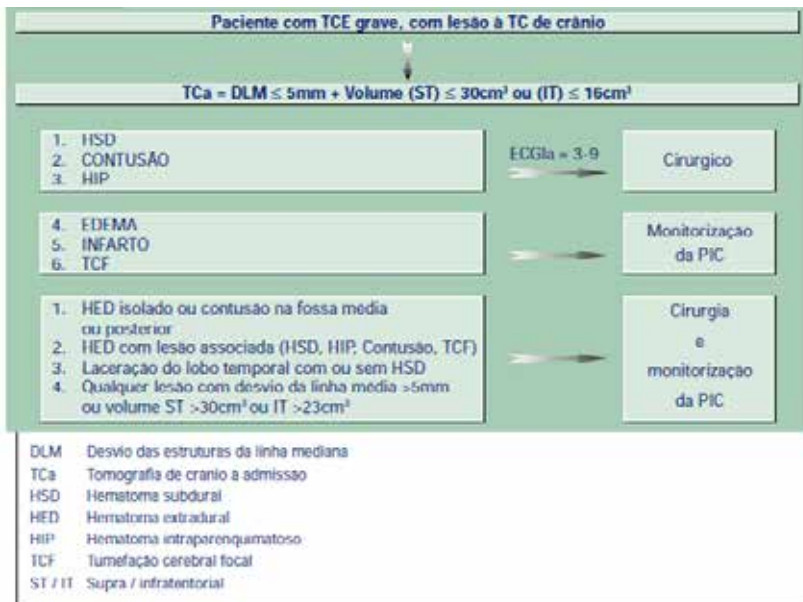 Paciente com TCE grave, com lesão à TC de crânio
TCa = DLM ≤ 5mm + Volume (ST) ≤ 30cm³ ou (IT) ≤ 16cm³
1. HSD
2. CONTUSÃO
3. HIP
ECGla = 3-9
Cirurgico
4. EDEMA
5. INFARTO
6. TCF
Monitorização
da PIC
1. HED isolado ou contusão na fossa media
ou posterior
2. HED com lesão associada (HSD, HIP, Contusão, TCF)
3. Laceração do lobo temporal com ou sem HSD
4. Qualquer lesão com desvio da linha média >5mm
ou volume ST >30cm³ ou IT >23cm³
Cirurgia
e
monitorização
da PIC
DLM Desvio das estruturas da linha mediana
TCa Tomografia de cranio a admissão
HSD Hematoma subdural
HED Hematoma extradural
HIP Hematoma intraparenquimatoso
TCF Tumefação cerebral focal
ST / IT Supra / infratentorial